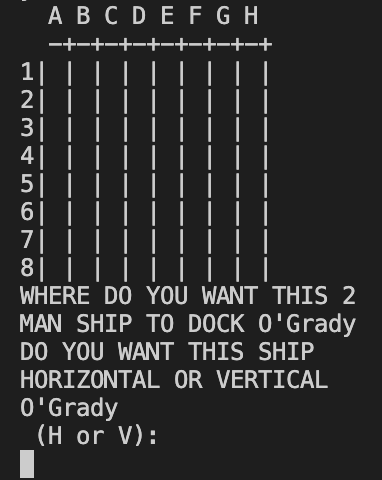 A B C D E F G H
-+-+-+-+-+-+-+-+
1| | | | | | | | |
2| | | | | | | | |
3| | | | | | | | |
4| | | | | | | | |
5| | | | | | | | |
6| | | | | | | | |
7| | | | | | | | |
8| | | | | | | | |
WHERE DO YOU WANT THIS 2
MAN SHIP TO DOCK O'Grady
DO YOU WANT THIS SHIP
HORIZONTAL OR VERTICAL
O'Grady
(H or V):